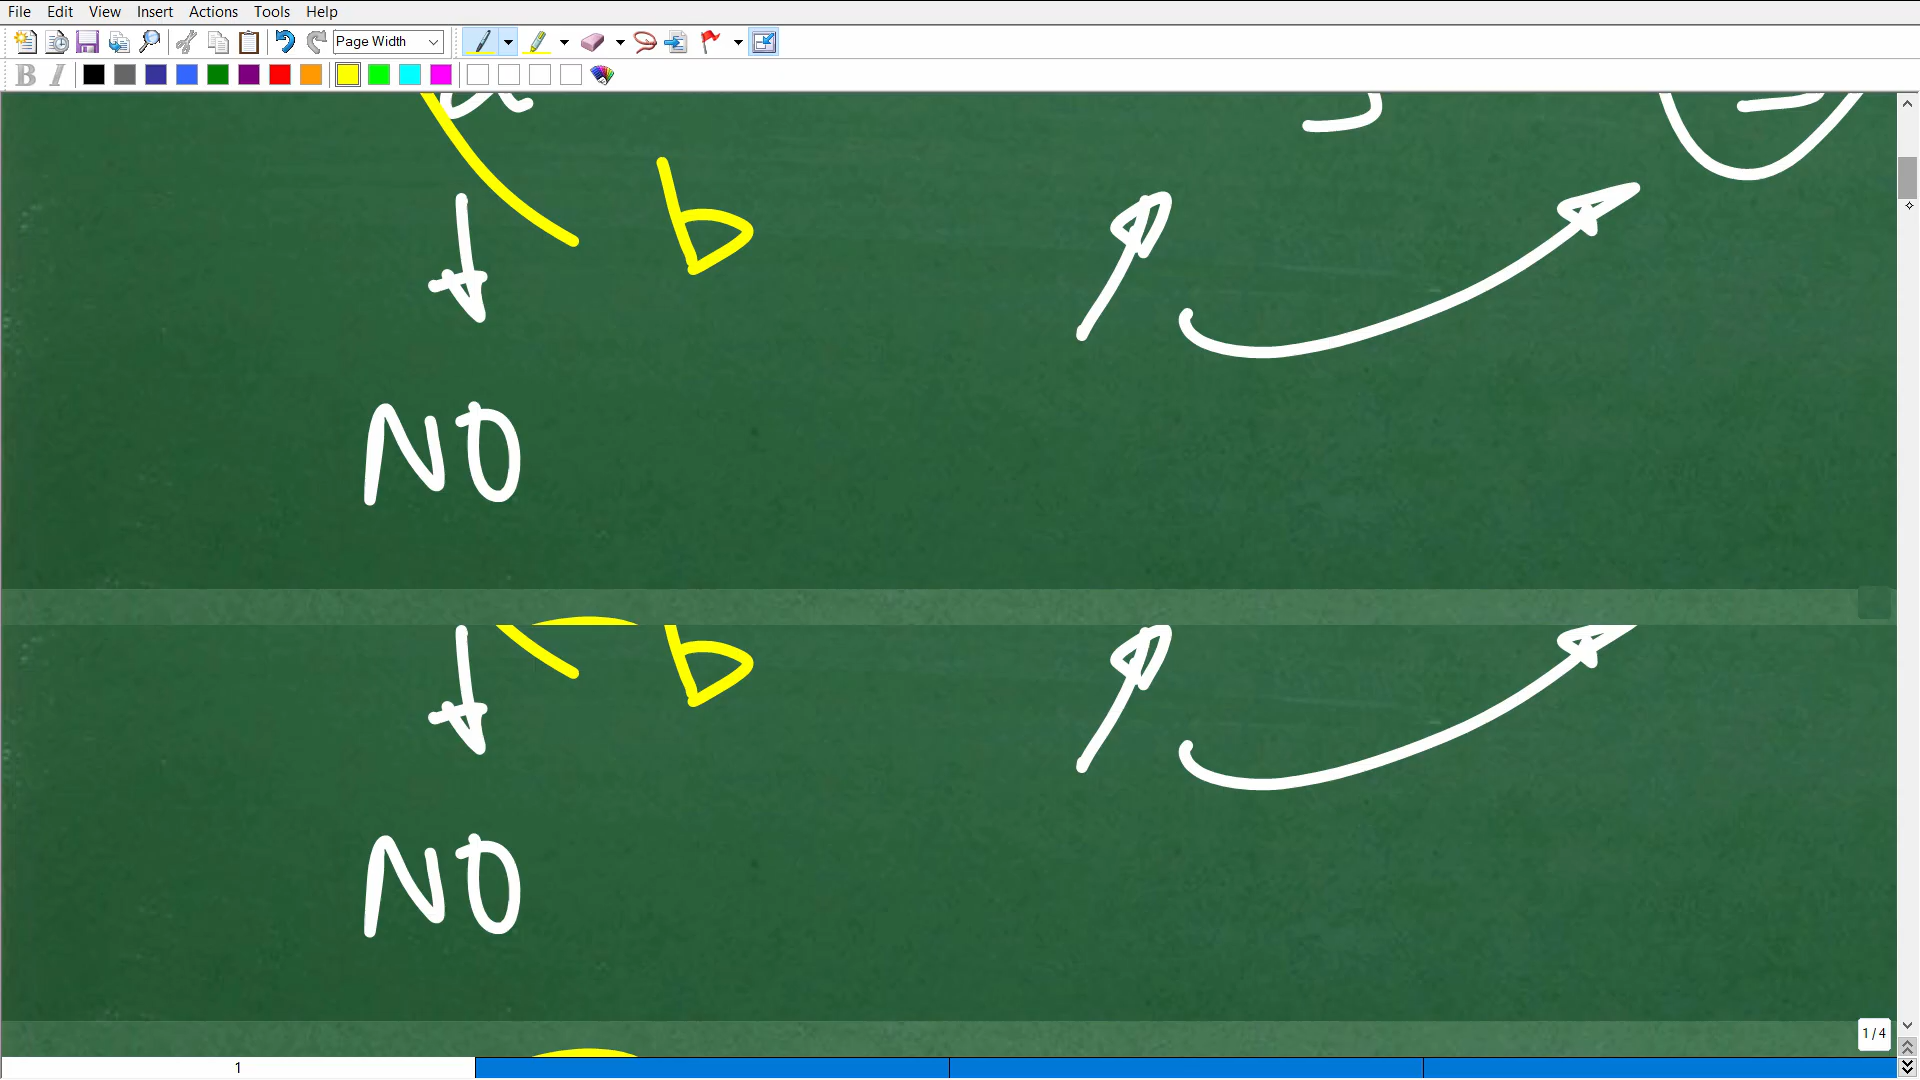 File Edit View Insert Actions Tools Help
Page Width
B I
b
NO
b
NO
1 / 4
1